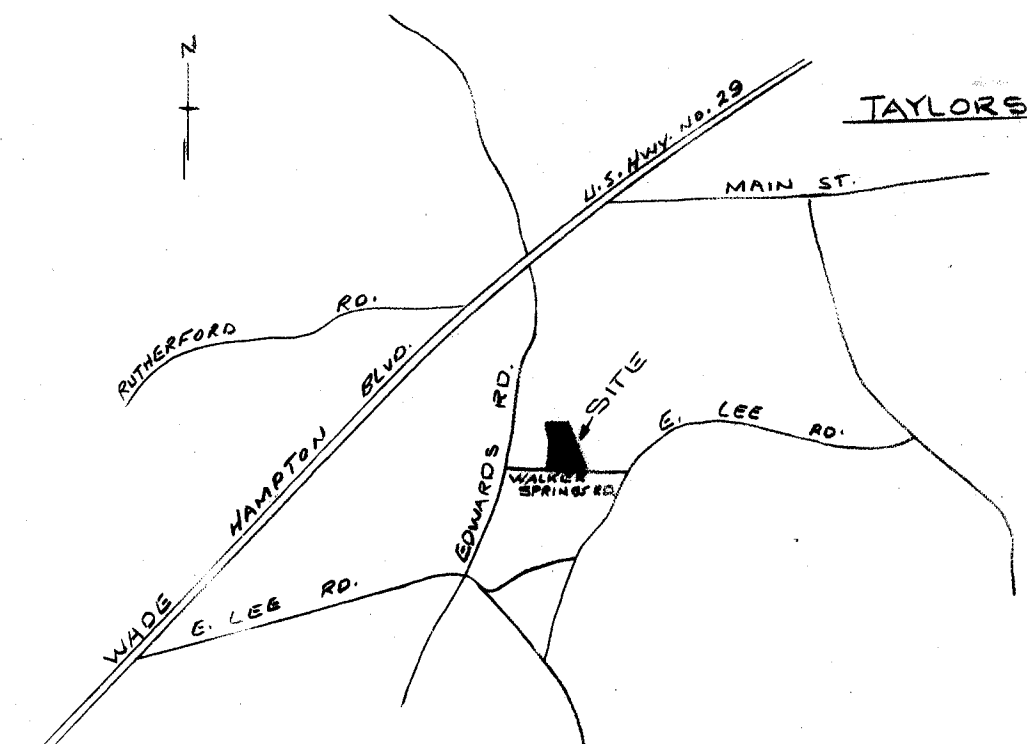 N
TAYLORS
U.S. HWY. NO. 29
MAIN ST.
RUTHERFORD RD.
WADE HAMPTON BLVD.
EDWARDS RD.
SITE
E. LEE RD.
WALKER
SPRINGS RD.
E. LEE RD.